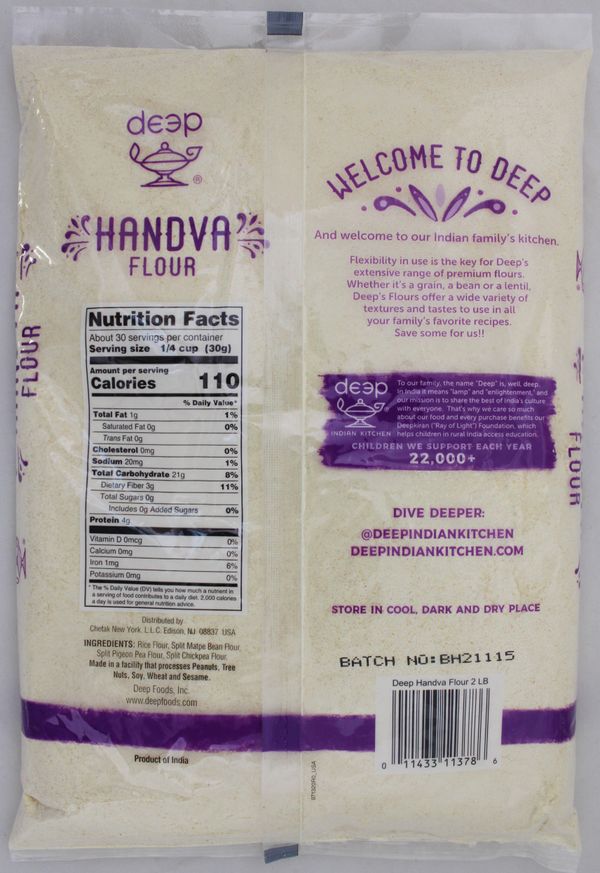 deep
®
HANDVA
FLOUR
Nutrition Facts
About 30 servings per container
Serving size 1/4 cup (30g)
Amount per serving
Calories 110
% Daily Value*
Total Fat 1g 1%
Saturated Fat 0g 0%
Trans Fat 0g
Cholesterol 0mg 0%
Sodium 20mg 1%
Total Carbohydrate 21g 8%
Dietary Fiber 3g 11%
Total Sugars 0g
Includes 0g Added Sugars 0%
Protein 4g
Vitamin D 0mcg 0%
Calcium 0mg 0%
Iron 1mg 6%
Potassium 0mg 0%
* The % Daily Value (DV) tells you how much a nutrient in
a serving of food contributes to a daily diet. 2,000 calories
a day is used for general nutrition advice.
Distributed by
Chetak New York. L.L.C. Edison, NJ 08837 USA
INGREDIENTS: Rice Flour, Split Matpe Bean Flour,
Split Pigeon Pea Flour, Split Chickpea Flour.
Made in a facility that processes Peanuts, Tree
Nuts, Soy, Wheat and Sesame.
Deep Foods, Inc.
www.deepfoods.com
Product of India
FLOUR
WELCOME TO DEEP
And welcome to our Indian family's kitchen.
Flexibility in use is the key for Deep's
extensive range of premium flours.
Whether it's a grain, a bean or a lentil,
Deep's Flours offer a wide variety of
textures and tastes to use in all
your family's favorite recipes.
Save some for us!!
deep
INDIAN KITCHEN
To our family, the name "Deep" is, well, deep.
In India it means "lamp" and "enlightenment," and
our mission is to share the best of India's culture
with everyone. That's why we care so much
about our food and every purchase benefits our
Deepkiran ("Ray of Light") Foundation, which
helps children in rural India access education.
CHILDREN WE SUPPORT EACH YEAR
22,000+
DIVE DEEPER:
@DEEPINDIANKITCHEN
DEEPINDIANKITCHEN.COM
STORE IN COOL, DARK AND DRY PLACE
BATCH NO:BH21115
Deep Handva Flour 2 LB
0 11433 11378 6
FLOUR